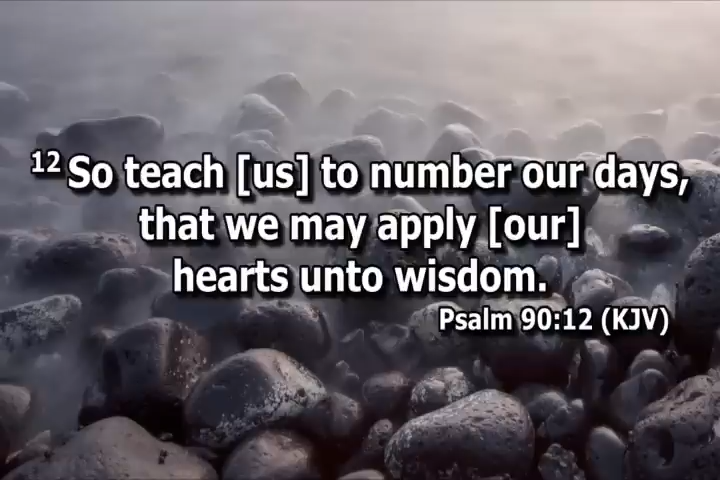 12 So teach [us] to number our days,
that we may apply [our]
hearts unto wisdom.
Psalm 90:12 (KJV)